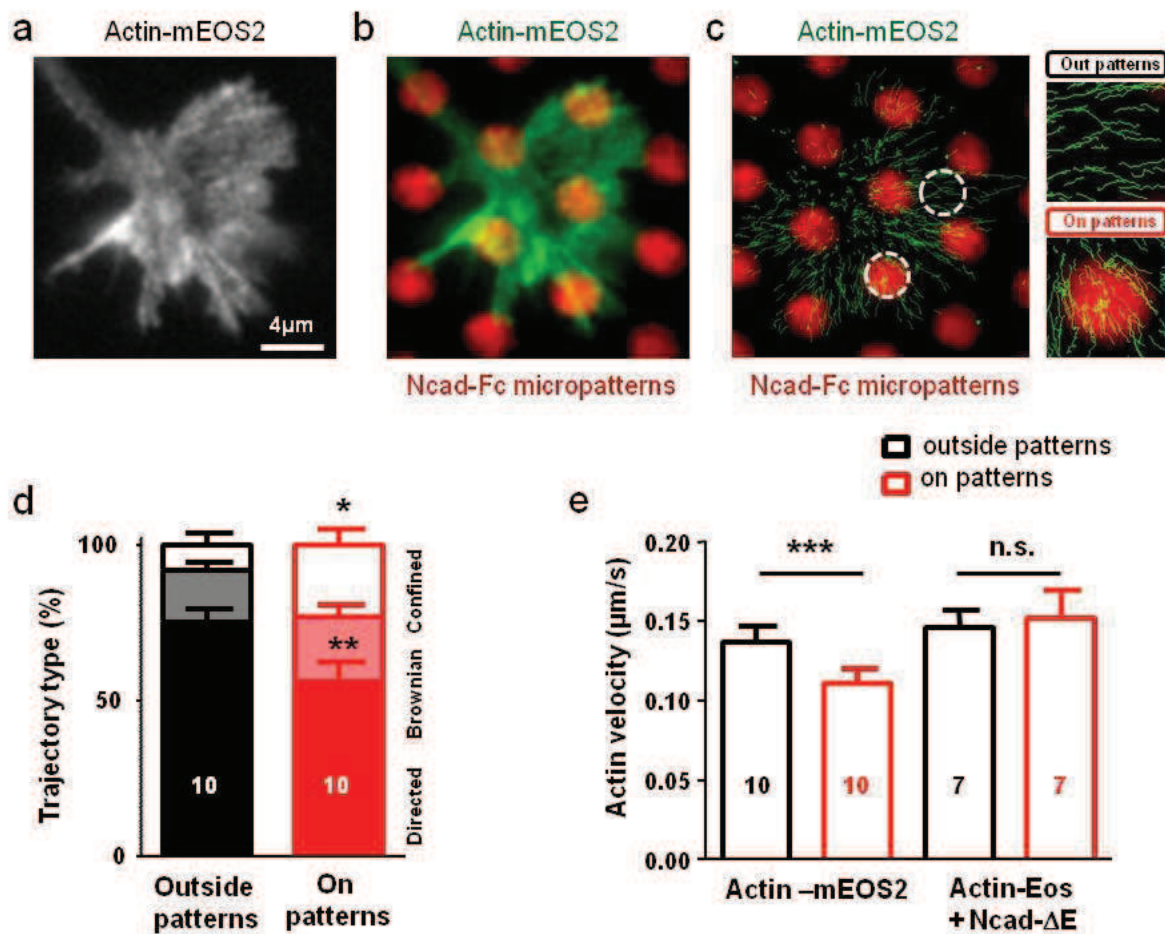 a
Actin-mEOS2
b
Actin-mEOS2
c
Actin-mEOS2
Out patterns
On patterns
4µm
Ncad-Fc micropatterns
Ncad-Fc micropatterns
outside patterns
on patterns
d
Trajectory type (%)
100
50
0
*
**
10
10
Directed Brownian Confined
Outside
patterns
On
patterns
e
Actin velocity (µm/s)
0.20
0.15
0.10
0.05
0.00
***
n.s.
10
10
7
7
Actin –mEOS2
Actin-Eos
+ Ncad-ΔE